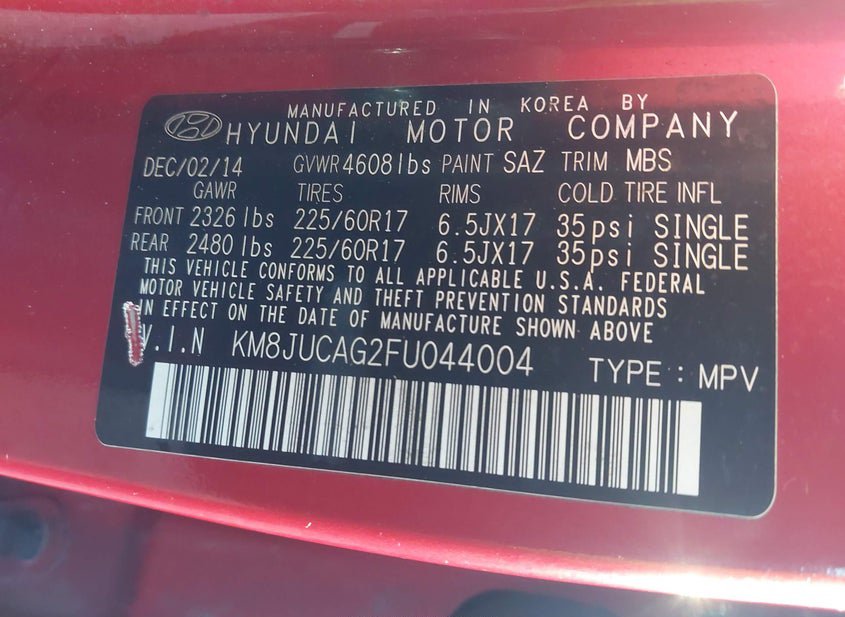 MANUFACTURED IN KOREA BY
HYUNDAI MOTOR COMPANY
DEC/02/14 GVWR 4608lbs PAINT SAZ TRIM MBS
GAWR TIRES RIMS COLD TIRE INFL
FRONT 2326 lbs 225/60R17 6.5JX17 35psi SINGLE
REAR 2480 lbs 225/60R17 6.5JX17 35psi SINGLE
THIS VEHICLE CONFORMS TO ALL APPLICABLE U.S.A. FEDERAL
MOTOR VEHICLE SAFETY AND THEFT PREVENTION STANDARDS
IN EFFECT ON THE DATE OF MANUFACTURE SHOWN ABOVE
V.I.N KM8JUCAG2FU044004 TYPE : MPV